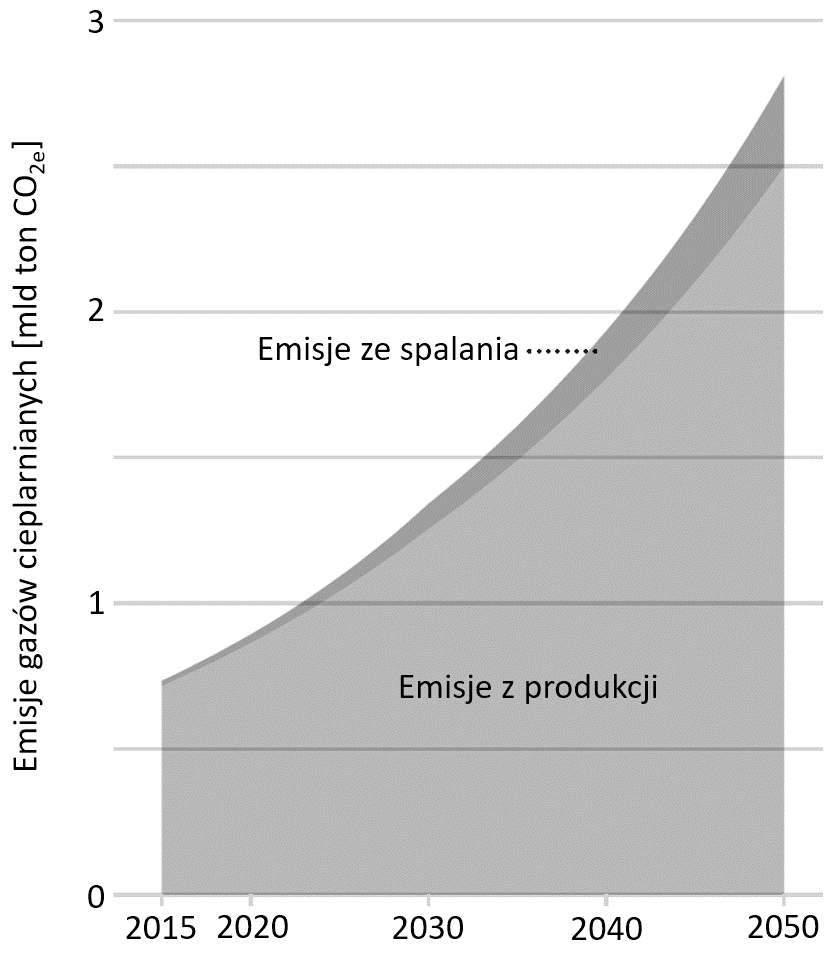 Emisje gazów cieplarnianych [mld ton CO2e]
3
2
Emisje ze spalania
1
Emisje z produkcji
0
2015 2020 2030 2040 2050